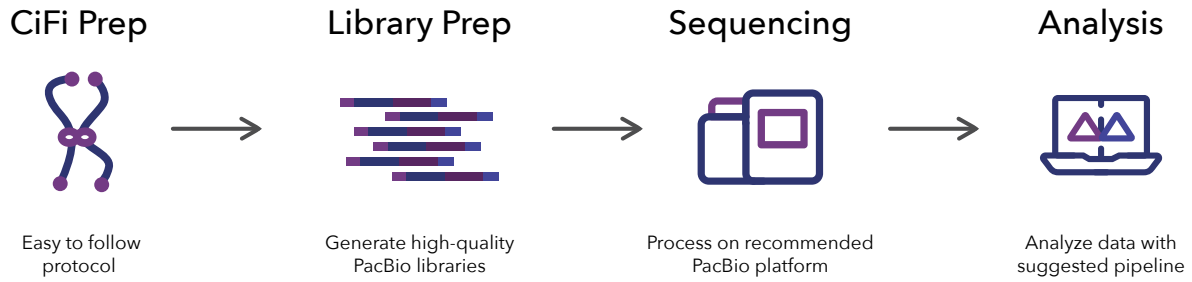 CiFi Prep
Library Prep
Sequencing
Analysis
Easy to follow
protocol
Generate high-quality
PacBio libraries
Process on recommended
PacBio platform
Analyze data with
suggested pipeline